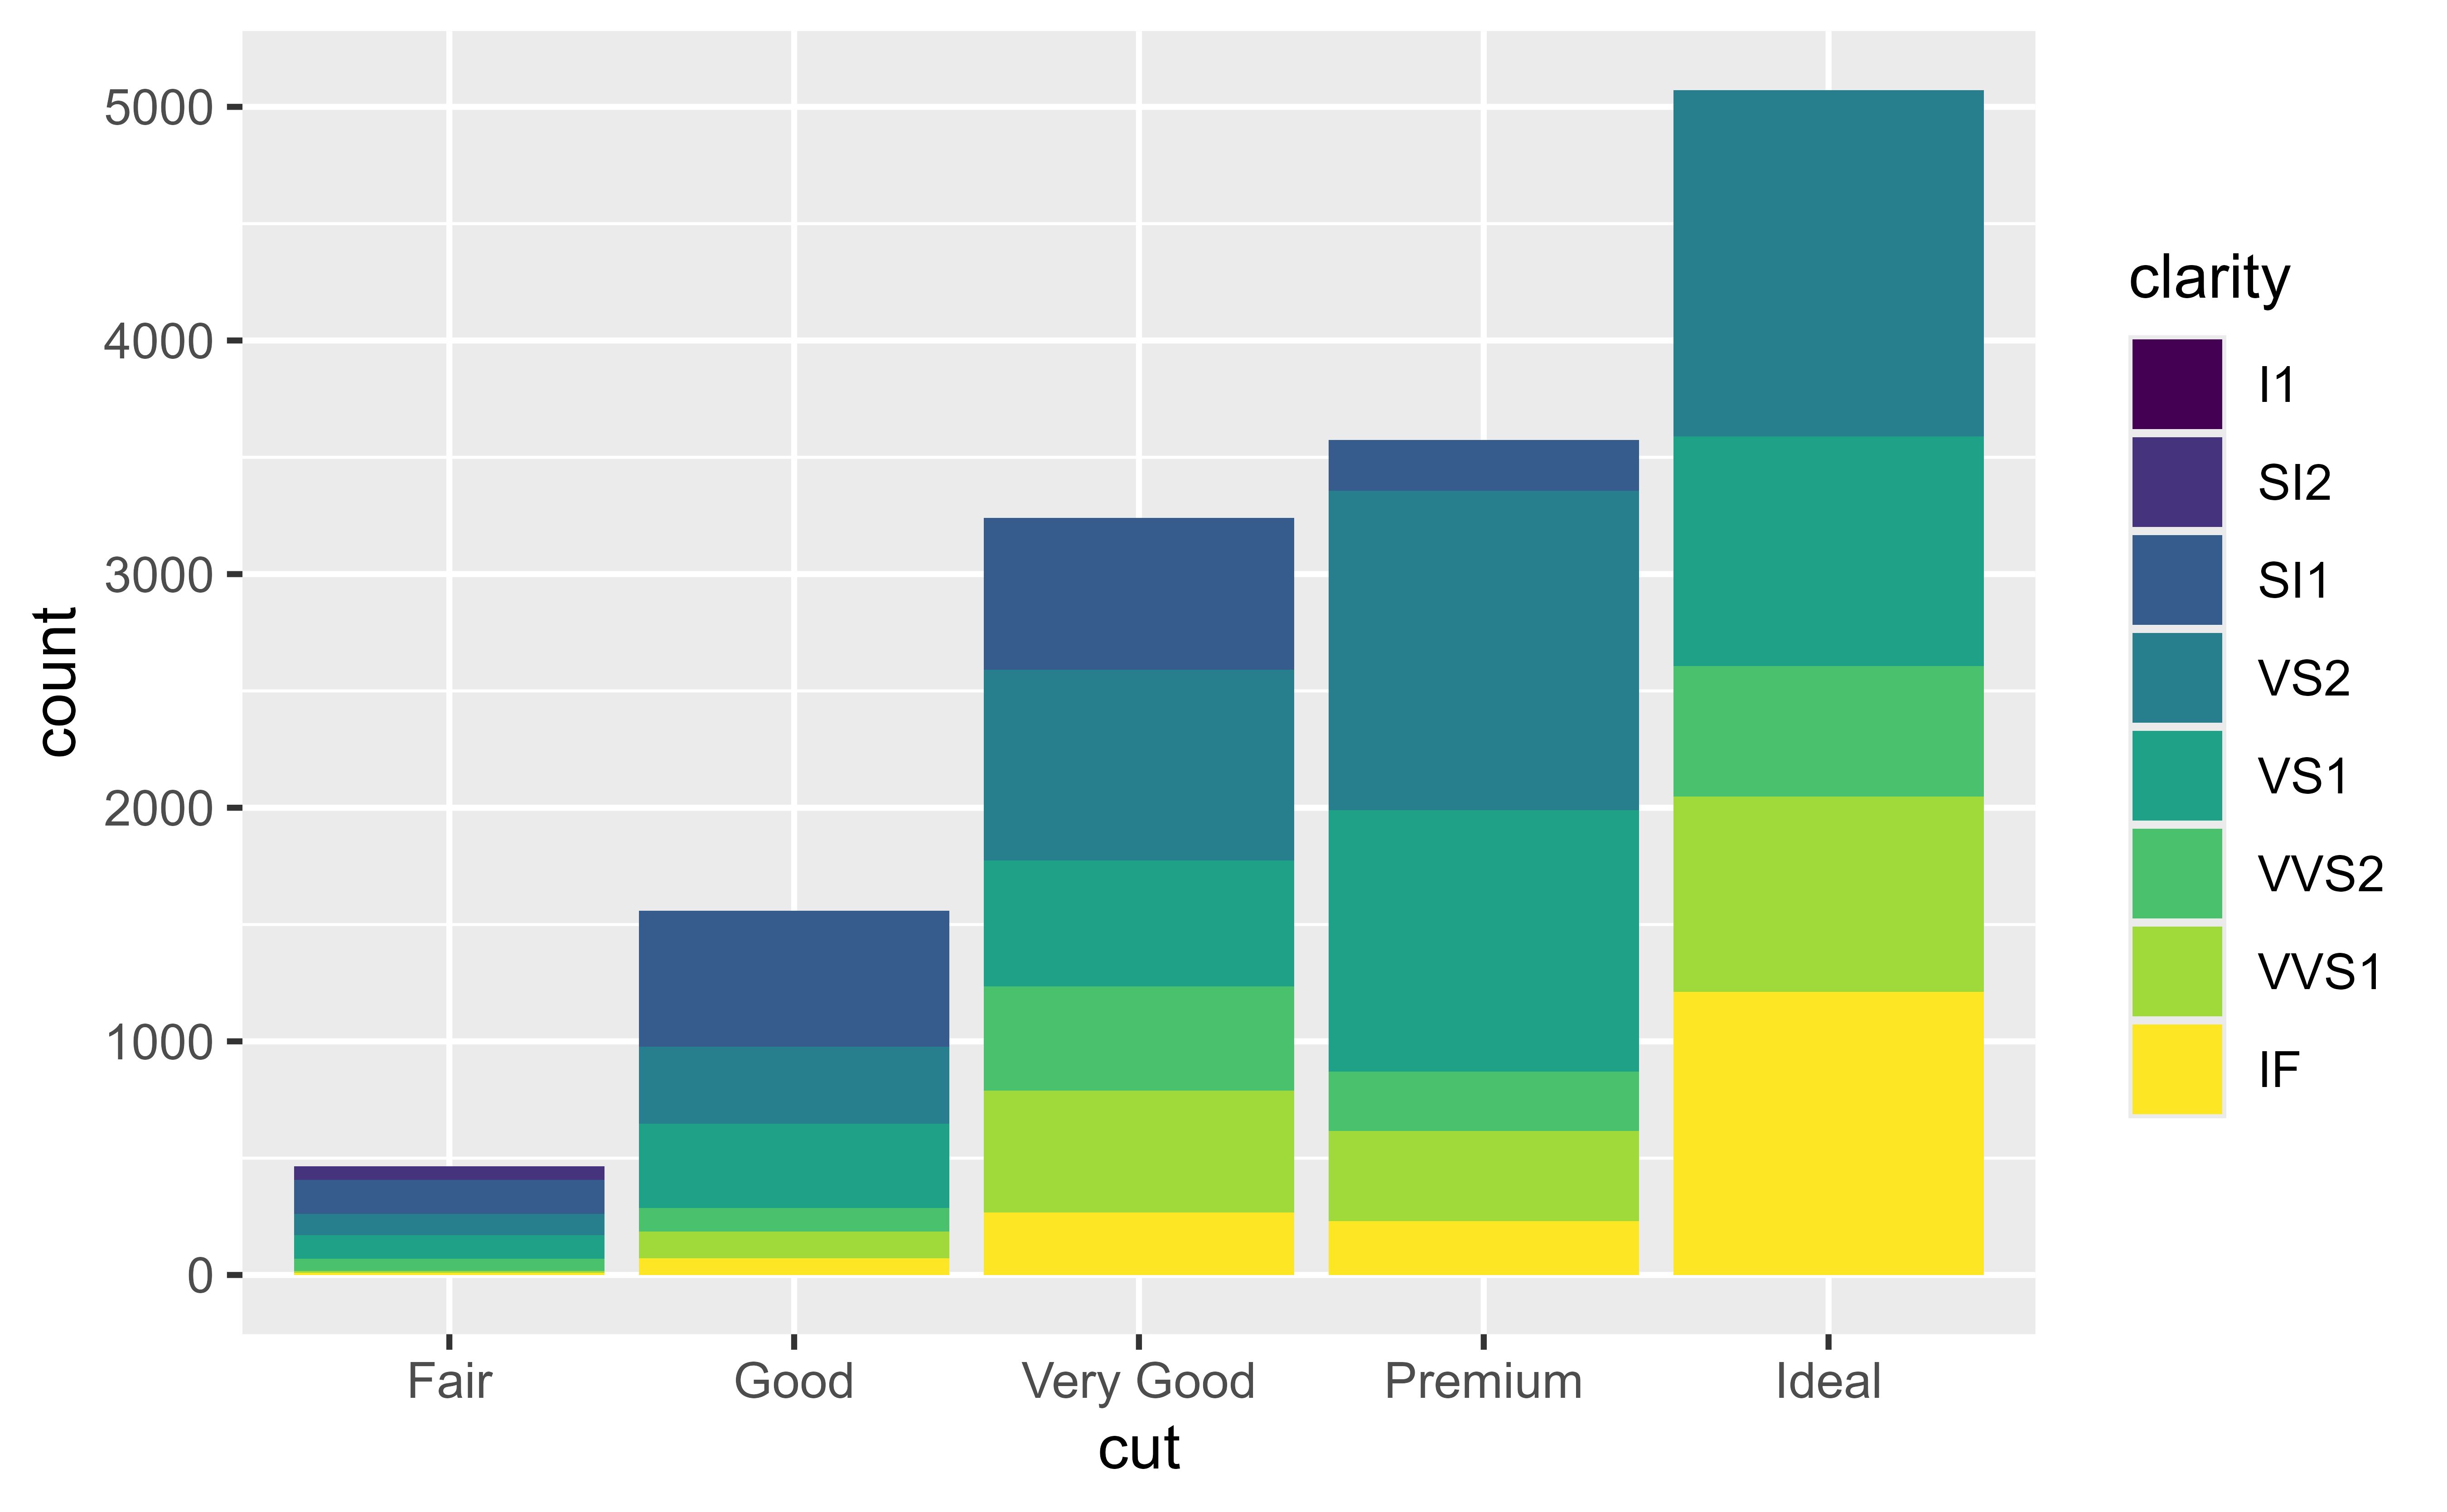 5000
4000
3000
2000
1000
0
count
Fair Good Very Good Premium Ideal
cut
clarity
I1
SI2
SI1
VS2
VS1
VVS2
VVS1
IF